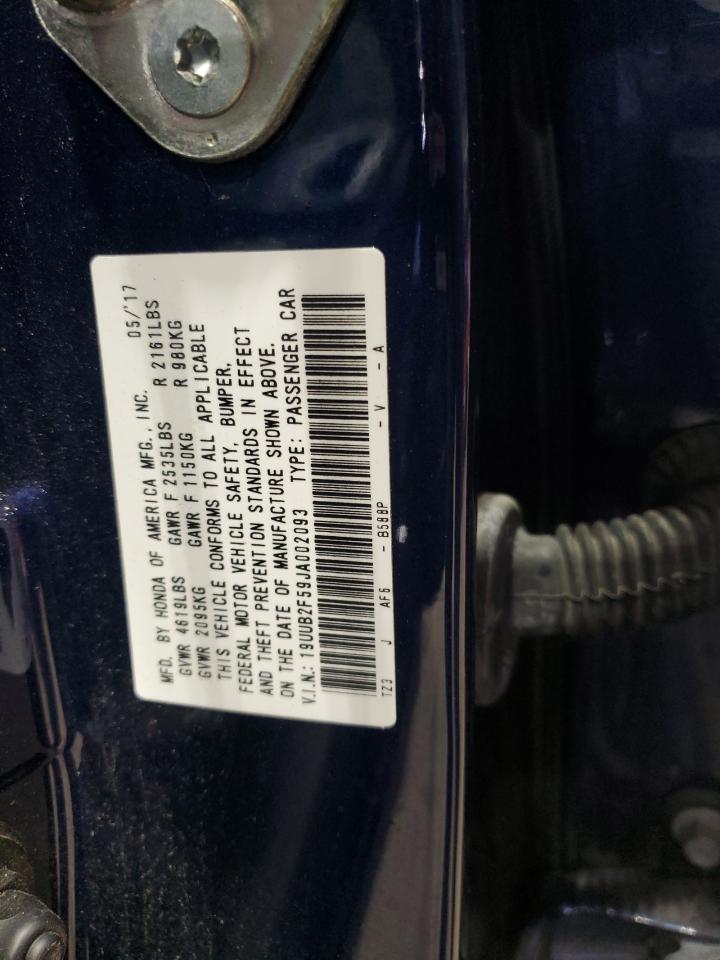 MFD. BY HONDA OF AMERICA MFG., INC. 05/'17
GVWR 4619LBS GAWR F 2535LBS R 2161LBS
GVWR 2095KG GAWR F 1150KG R 980KG
THIS VEHICLE CONFORMS TO ALL APPLICABLE
FEDERAL MOTOR VEHICLE SAFETY, BUMPER,
AND THEFT PREVENTION STANDARDS IN EFFECT
ON THE DATE OF MANUFACTURE SHOWN ABOVE.
V.I.N.: 19UUB2F59JA002093 TYPE: PASSENGER CAR
TZ3 J AF6 - B588P - V - A